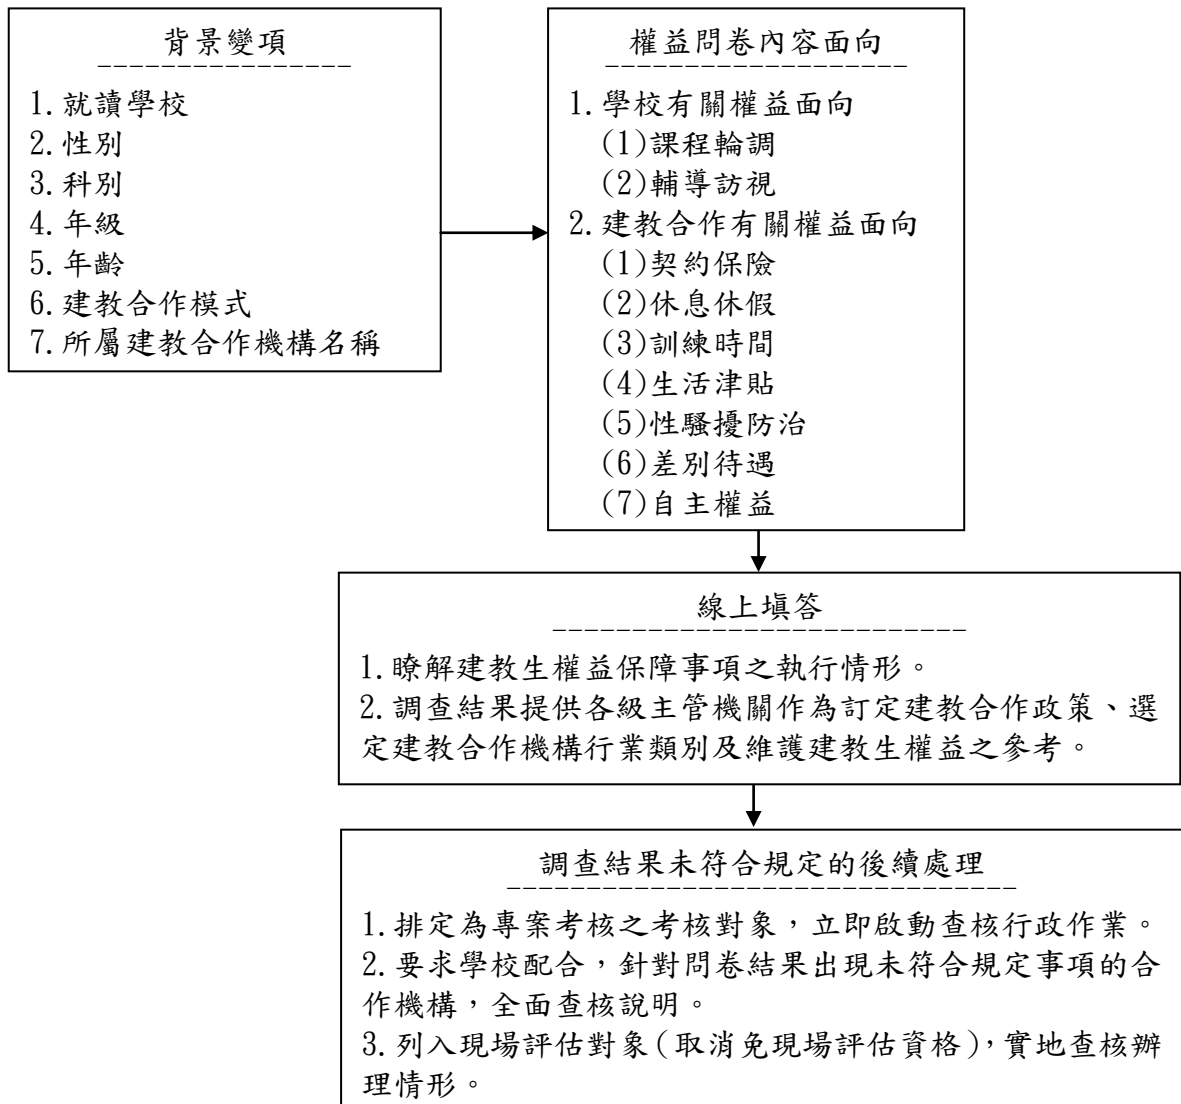 背景變項
1.就讀學校
2.性別
3.科別
4.年級
5.年齡
6.建教合作模式
7.所屬建教合作機構名稱
權益問卷內容面向
1.學校有關權益面向
(1)課程輪調
(2)輔導訪視
2.建教合作有關權益面向
(1)契約保險
(2)休息休假
(3)訓練時間
(4)生活津貼
(5)性騷擾防治
(6)差別待遇
(7)自主權益
線上填答
1.瞭解建教生權益保障事項之執行情形。
2.調查結果提供各級主管機關作為訂定建教合作政策、選
定建教合作機構行業類別及維護建教生權益之參考。
調查結果未符合規定的後續處理
1.排定為專案考核之考核對象，立即啟動查核行政作業。
2.要求學校配合，針對問卷結果出現未符合規定事項的合
作機構，全面查核說明。
3.列入現場評估對象(取消免現場評估資格)，實地查核辦
理情形。